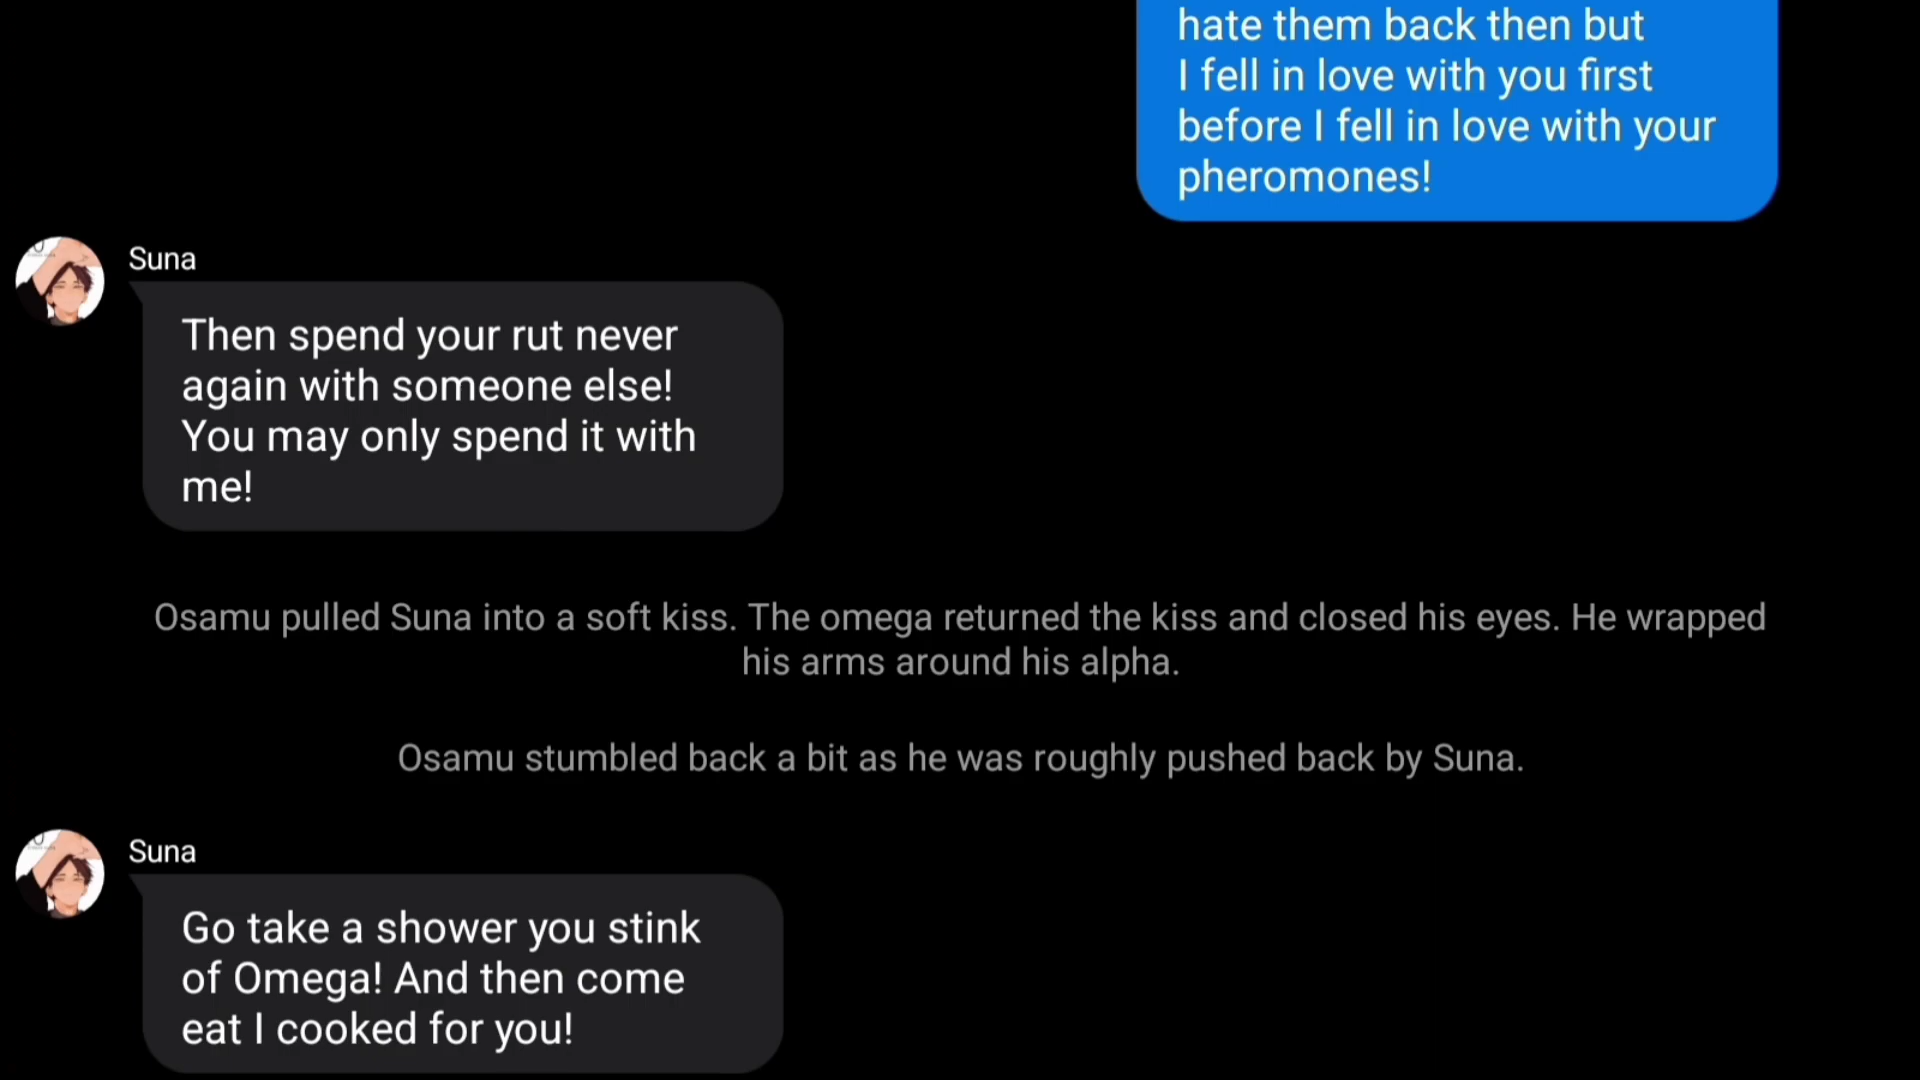 hate them back then but
I fell in love with you first
before I fell in love with your
pheromones!
Suna
Then spend your rut never
again with someone else!
You may only spend it with
me!
Osamu pulled Suna into a soft kiss. The omega returned the kiss and closed his eyes. He wrapped
his arms around his alpha.
Osamu stumbled back a bit as he was roughly pushed back by Suna.
Suna
Go take a shower you stink
of Omega! And then come
eat I cooked for you!